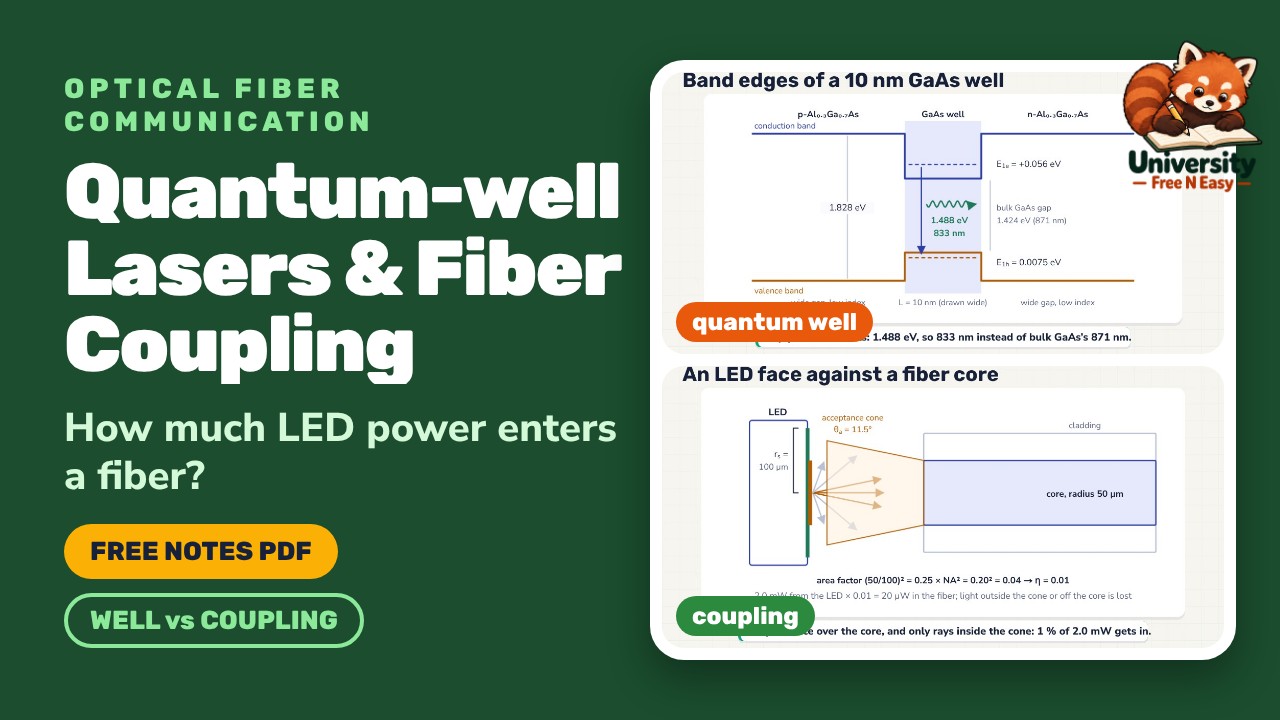 OPTICAL FIBER
COMMUNICATION
Quantum-well
Lasers & Fiber
Coupling
How much LED power enters
a fiber?
FREE NOTES PDF
WELL vs COUPLING
Band edges of a 10 nm GaAs well
p-Al₀.₃Ga₀.₇As
GaAs well
n-Al₀.₃Ga₀.₇As
conduction band
E₁ₑ = +0.056 eV
1.828 eV
1.488 eV
833 nm
bulk GaAs gap
1.424 eV (871 nm)
E₁ₕ = 0.0075 eV
valence band
wide gap, low index
L = 10 nm (drawn wide)
wide gap, low index
quantum well
: 1.488 eV, so 833 nm instead of bulk GaAs's 871 nm.
University
Free N Easy
An LED face against a fiber core
LED
acceptance cone
θₐ = 11.5°
cladding
rₛ =
100 µm
core, radius 50 µm
area factor (50/100)² = 0.25 × NA² = 0.20² = 0.04 → η = 0.01
2.0 mW from the LED × 0.01 = 20 µW in the fiber; light outside the cone or off the core is lost
coupling
over the core, and only rays inside the cone: 1 % of 2.0 mW gets in.